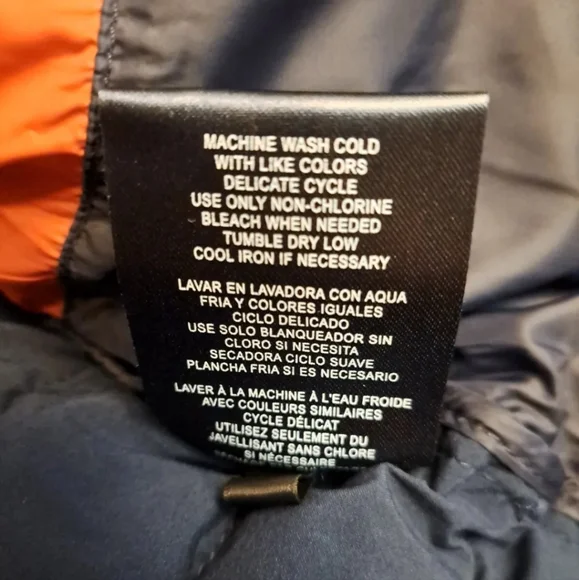 MACHINE WASH COLD
WITH LIKE COLORS
DELICATE CYCLE
USE ONLY NON-CHLORINE
BLEACH WHEN NEEDED
TUMBLE DRY LOW
COOL IRON IF NECESSARY
LAVAR EN LAVADORA CON AQUA
FRIA Y COLORES IGUALES
CICLO DELICADO
USE SOLO BLANQUEADOR SIN
CLORO SI NECESITA
SECADORA CICLO SUAVE
PLANCHA FRIA SI ES NECESARIO
LAVER À LA MACHINE À L'EAU FROIDE
AVEC COULEURS SIMILAIRES
CYCLE DÉLICAT
UTILISEZ SEULEMENT DU
JAVELLISANT SANS CHLORE
SI NÉCESSAIRE